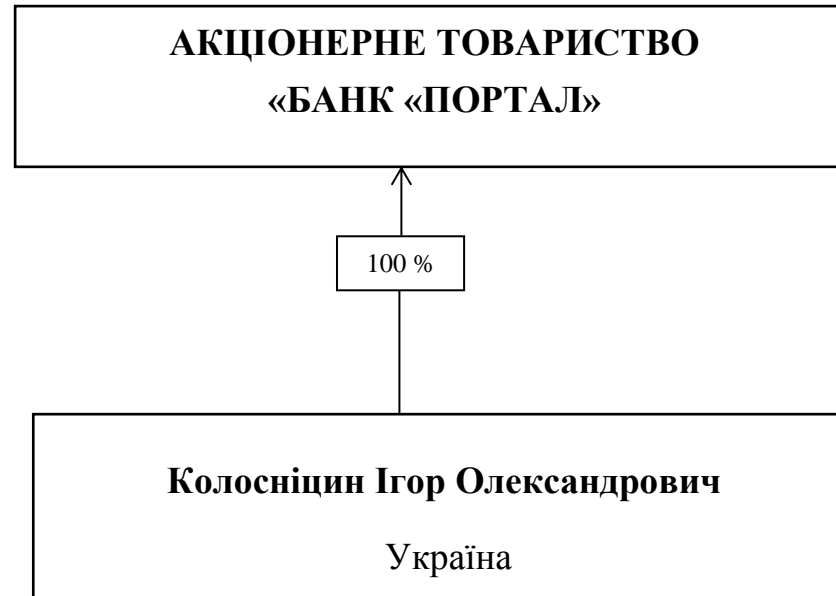 АКЦІОНЕРНЕ ТОВАРИСТВО
«БАНК «ПОРТАЛ»
100 %
Колосніцин Ігор Олександрович
Україна